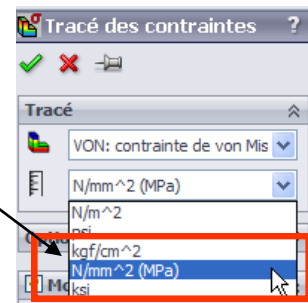 Tracé des contraintes ?
Tracé
VON: contrainte de von Mis
N/mm^2 (MPa)
N/m^2
psi
kgf/cm^2
N/mm^2 (MPa)
ksi